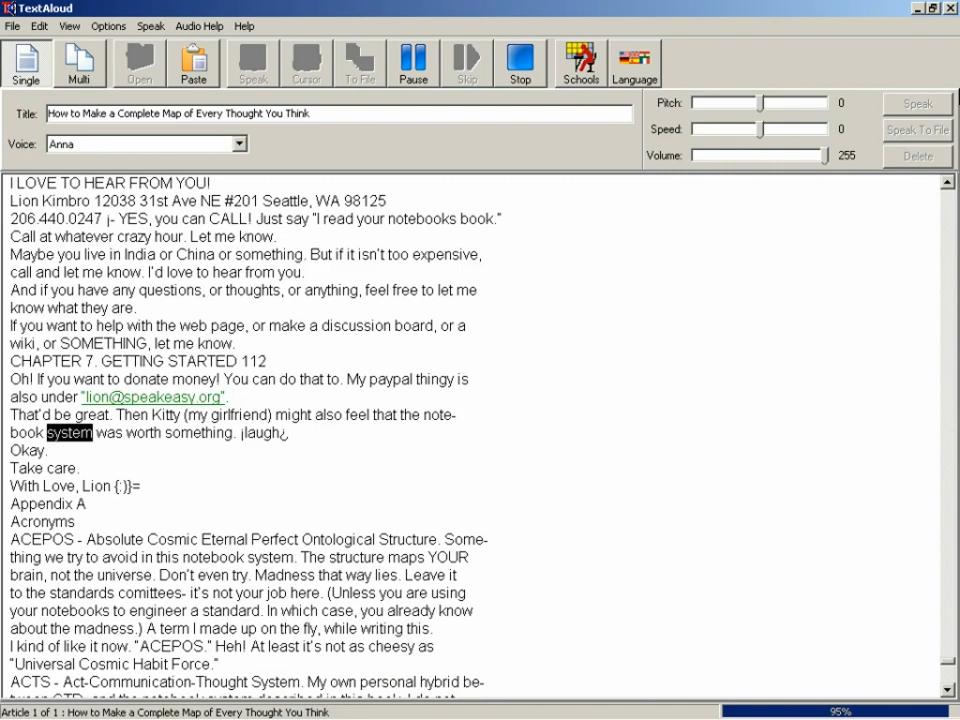 TextAloud
File Edit View Options Speak Audio Help Help
Single Multi Open Paste Speak Cursor To File Pause Skip Stop Schools Language
Title: How to Make a Complete Map of Every Thought You Think
Voice: Anna
Pitch: 0 Speak
Speed: 0 Speak To File
Volume: 255 Delete
I LOVE TO HEAR FROM YOU!
Lion Kimbro 12038 31st Ave NE #201 Seattle, WA 98125
206.440.0247 ¡- YES, you can CALL! Just say "I read your notebooks book."
Call at whatever crazy hour. Let me know.
Maybe you live in India or China or something. But if it isn't too expensive,
call and let me know. I'd love to hear from you.
And if you have any questions, or thoughts, or anything, feel free to let me
know what they are.
If you want to help with the web page, or make a discussion board, or a
wiki, or SOMETHING, let me know.
CHAPTER 7. GETTING STARTED 112
Oh! If you want to donate money! You can do that to. My paypal thingy is
also under "lion@speakeasy.org".
That'd be great. Then Kitty (my girlfriend) might also feel that the note-
book system was worth something. ¡laugh¿
Okay.
Take care.
With Love, Lion {:)}=
Appendix A
Acronyms
ACEPOS - Absolute Cosmic Eternal Perfect Ontological Structure. Some-
thing we try to avoid in this notebook system. The structure maps YOUR
brain, not the universe. Don't even try. Madness that way lies. Leave it
to the standards comittees- it's not your job here. (Unless you are using
your notebooks to engineer a standard. In which case, you already know
about the madness.) A term I made up on the fly, while writing this.
I kind of like it now. "ACEPOS." Heh! At least it's not as cheesy as
"Universal Cosmic Habit Force."
ACTS - Act-Communication-Thought System. My own personal hybrid be-
tween GTD, and the notebook system described in this book. I do not
Article 1 of 1 : How to Make a Complete Map of Every Thought You Think 95%